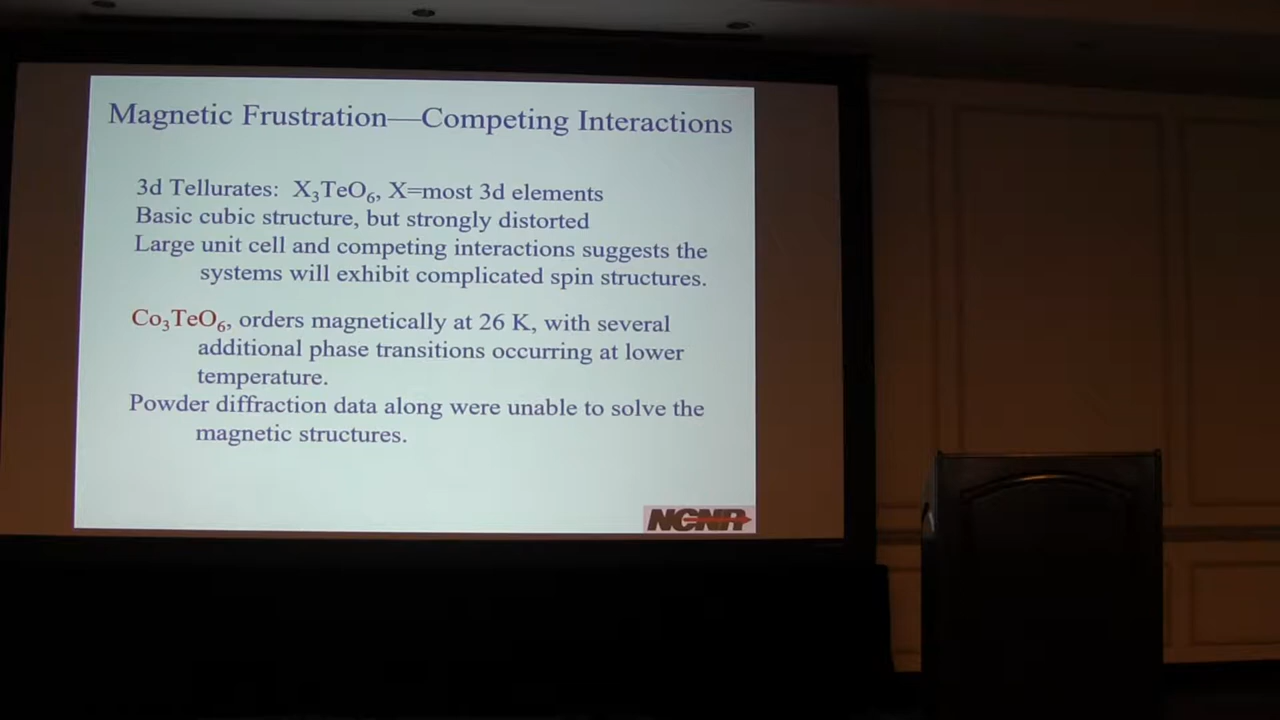 Magnetic Frustration—Competing Interactions
3d Tellurates: X₃TeO₆, X=most 3d elements
Basic cubic structure, but strongly distorted
Large unit cell and competing interactions suggests the
systems will exhibit complicated spin structures.
Co₃TeO₆, orders magnetically at 26 K, with several
additional phase transitions occurring at lower
temperature.
Powder diffraction data along were unable to solve the
magnetic structures.
NCNR